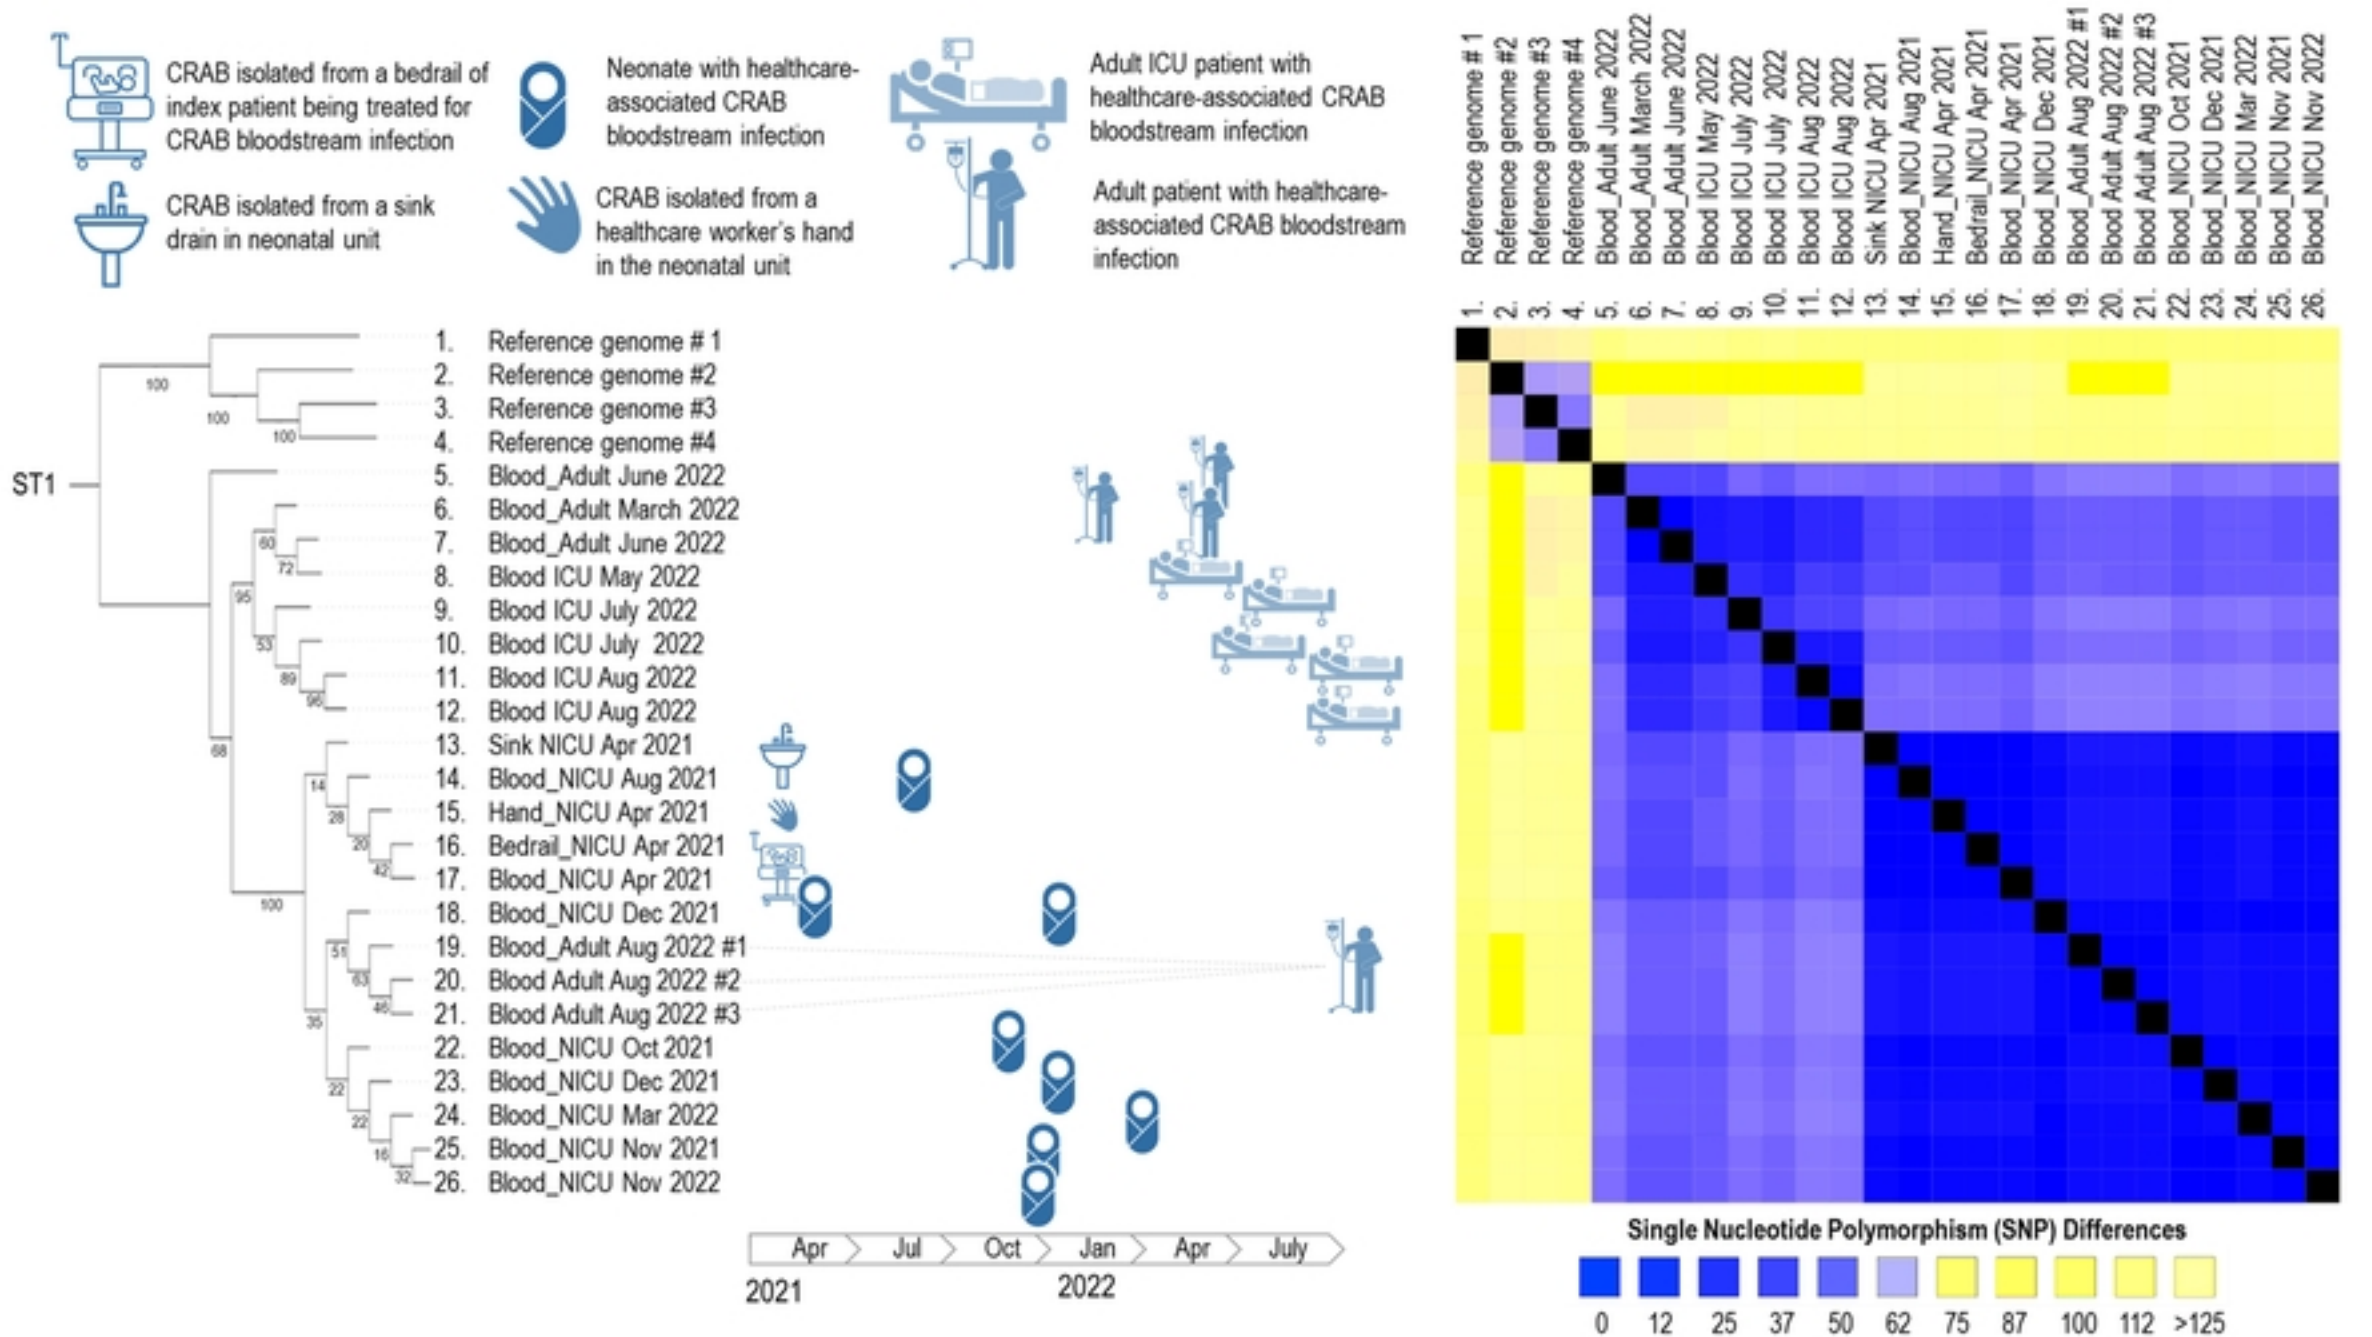 CRAB isolated from a bedrail of
index patient being treated for
CRAB bloodstream infection
Neonate with healthcare-
associated CRAB
bloodstream infection
Adult ICU patient with
healthcare-associated CRAB
bloodstream infection
CRAB isolated from a sink
drain in neonatal unit
CRAB isolated from a
healthcare worker's hand
in the neonatal unit
Adult patient with healthcare-
associated CRAB bloodstream
infection
ST1
100
100
100
60
72
95
53
89
96
68
14
28
20
42
100
51
63
46
35
22
22
16
32
1. Reference genome # 1
2. Reference genome #2
3. Reference genome #3
4. Reference genome #4
5. Blood_Adult June 2022
6. Blood_Adult March 2022
7. Blood_Adult June 2022
8. Blood ICU May 2022
9. Blood ICU July 2022
10. Blood ICU July 2022
11. Blood ICU Aug 2022
12. Blood ICU Aug 2022
13. Sink NICU Apr 2021
14. Blood_NICU Aug 2021
15. Hand_NICU Apr 2021
16. Bedrail_NICU Apr 2021
17. Blood_NICU Apr 2021
18. Blood_NICU Dec 2021
19. Blood_Adult Aug 2022 #1
20. Blood Adult Aug 2022 #2
21. Blood Adult Aug 2022 #3
22. Blood_NICU Oct 2021
23. Blood_NICU Dec 2021
24. Blood_NICU Mar 2022
25. Blood_NICU Nov 2021
26. Blood_NICU Nov 2022
Apr Jul Oct Jan Apr July
2021 2022
1. Reference genome # 1
2. Reference genome #2
3. Reference genome #3
4. Reference genome #4
5. Blood_Adult June 2022
6. Blood_Adult March 2022
7. Blood_Adult June 2022
8. Blood ICU May 2022
9. Blood ICU July 2022
10. Blood ICU July 2022
11. Blood ICU Aug 2022
12. Blood ICU Aug 2022
13. Sink NICU Apr 2021
14. Blood_NICU Aug 2021
15. Hand_NICU Apr 2021
16. Bedrail_NICU Apr 2021
17. Blood_NICU Apr 2021
18. Blood_NICU Dec 2021
19. Blood_Adult Aug 2022 #1
20. Blood Adult Aug 2022 #2
21. Blood Adult Aug 2022 #3
22. Blood_NICU Oct 2021
23. Blood_NICU Dec 2021
24. Blood_NICU Mar 2022
25. Blood_NICU Nov 2021
26. Blood_NICU Nov 2022
Single Nucleotide Polymorphism (SNP) Differences
0 12 25 37 50 62 75 87 100 112 >125